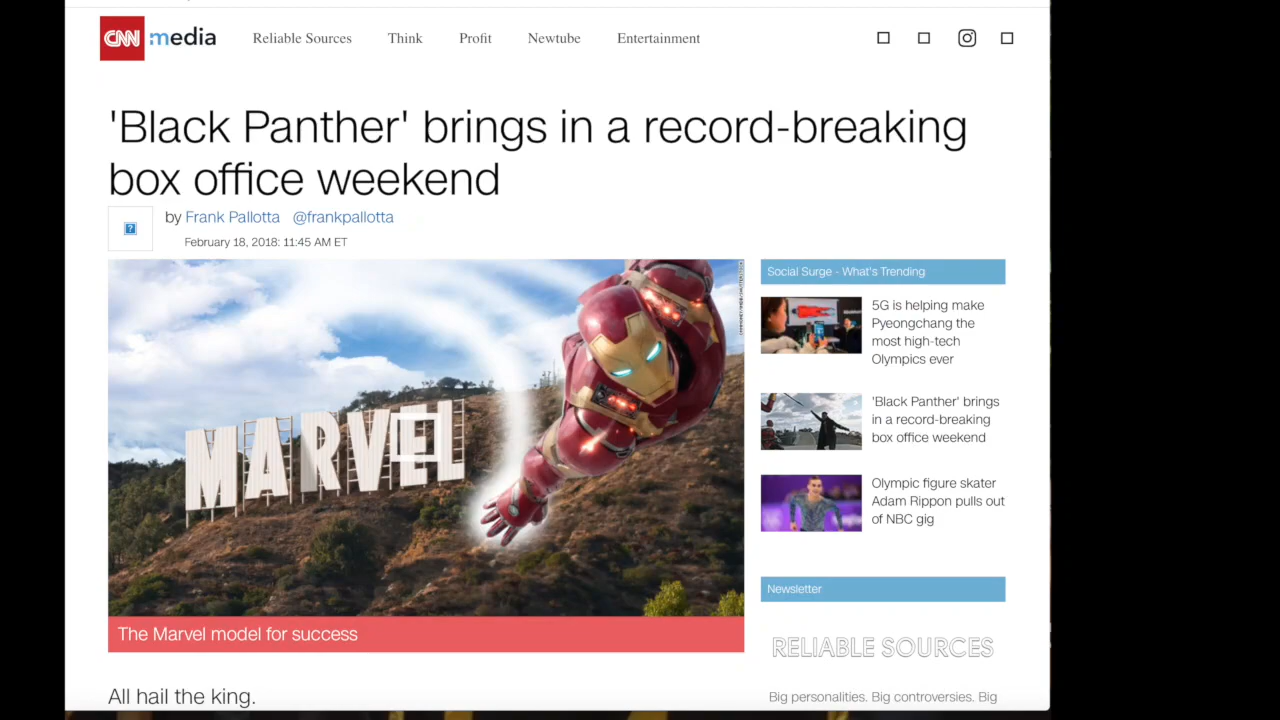 CNN media Reliable Sources Think Profit Newtube Entertainment
'Black Panther' brings in a record-breaking
box office weekend
by Frank Pallotta @frankpallotta
February 18, 2018: 11:45 AM ET
MARVEL
The Marvel model for success
All hail the king.
Social Surge - What's Trending
5G is helping make
Pyeongchang the
most high-tech
Olympics ever
'Black Panther' brings
in a record-breaking
box office weekend
Olympic figure skater
Adam Rippon pulls out
of NBC gig
Newsletter
RELIABLE SOURCES
Big personalities. Big controversies. Big